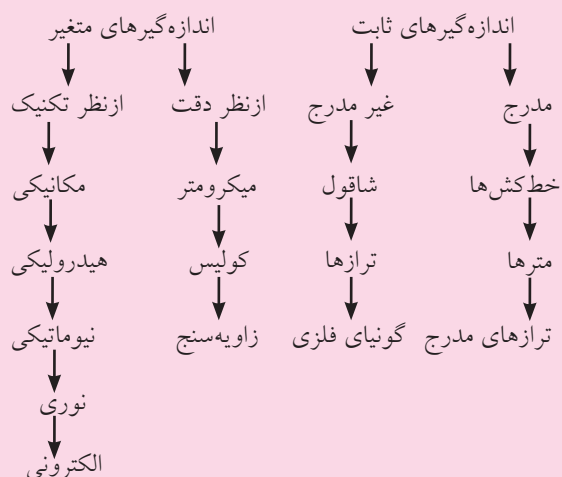 اندازه‌گیرهای ثابت اندازه‌گیرهای متغیر
مدرج غیر مدرج ازنظر دقت ازنظر تکنیک
خط‌کش‌ها شاقول میکرومتر مکانیکی
مترها ترازها کولیس هیدرولیکی
ترازهای مدرج گونیای فلزی زاویه‌سنج نیوماتیکی
نوری
الکترونی